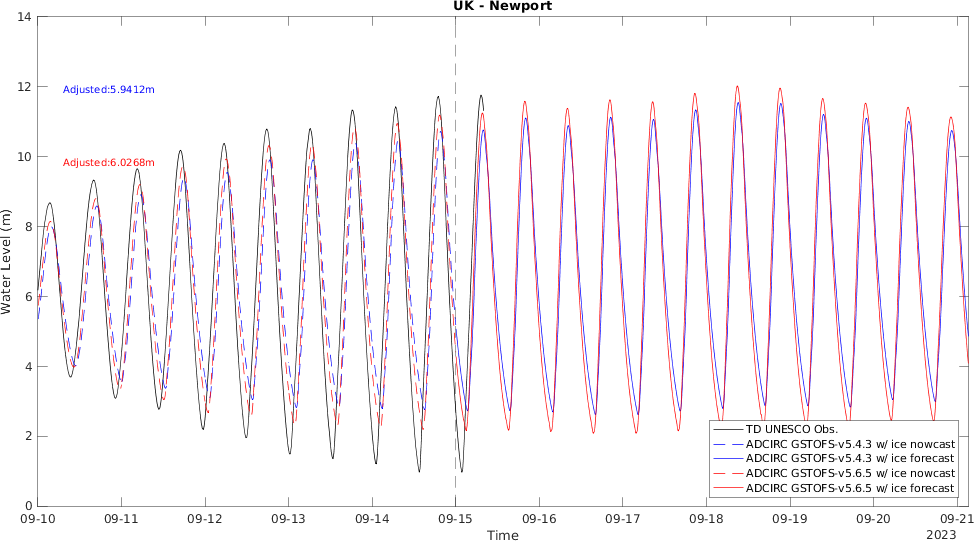 UK - Newport
14
12
10
8
6
4
2
0
Water Level (m)
Adjusted:5.9412m
Adjusted:6.0268m
TD UNESCO Obs.
ADCIRC GSTOFS-v5.4.3 w/ ice nowcast
ADCIRC GSTOFS-v5.4.3 w/ ice forecast
ADCIRC GSTOFS-v5.6.5 w/ ice nowcast
ADCIRC GSTOFS-v5.6.5 w/ ice forecast
09-10 09-11 09-12 09-13 09-14 09-15 09-16 09-17 09-18 09-19 09-20 09-21
Time
2023